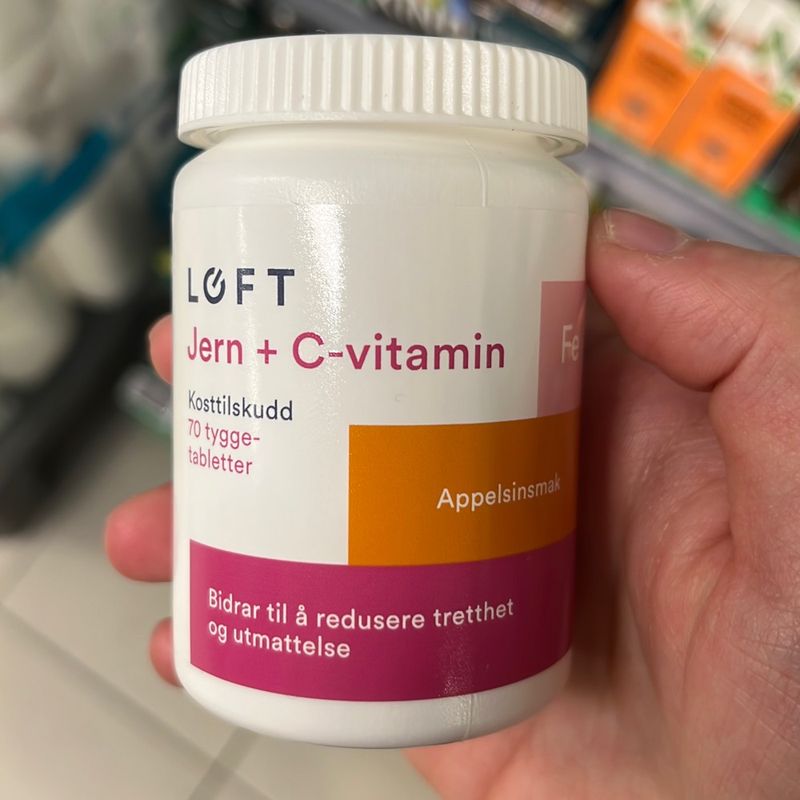 LØFT
Jern + C-vitamin
Fe
Kosttilskudd
70 tygge-
tabletter
Appelsinsmak
Bidrar til å redusere tretthet
og utmattelse